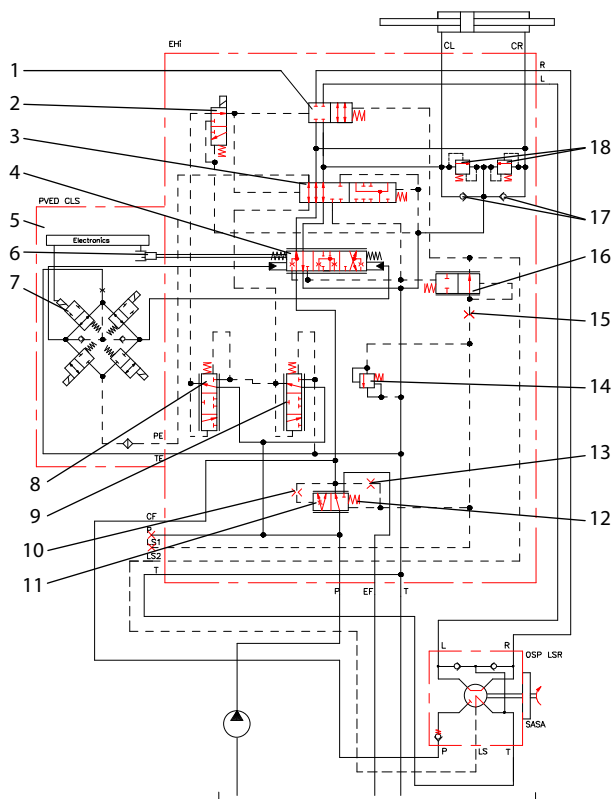 EHi
CL CR
R
L
1
2
3
4
PVED CLS
5
Electronics
6
7
18
17
16
15
14
PE
TE
8
9
13
10
12
11
CF
P
LS1
LS2
T
P EF T
L R
OSP LSR
SASA
P LS T